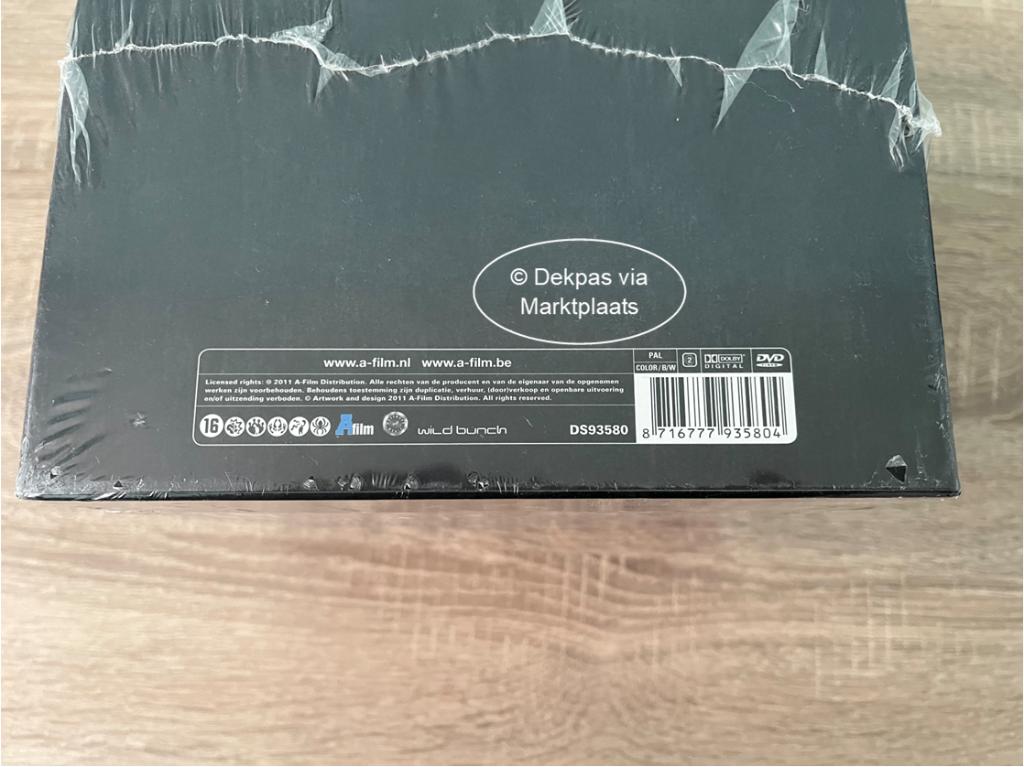 © Dekpas via
Marktplaats
www.a-film.nl www.a-film.be
PAL
COLOR/B/W
2
DOLBY
DIGITAL
DVD
VIDEO
Licensed rights: © 2011 A-Film Distribution. Alle rechten van de producent en van de eigenaar van de opgenomen
werken zijn voorbehouden. Behoudens toestemming zijn duplicatie, verhuur, (door)verkoop en openbare uitvoering
en/of uitzending verboden. © Artwork and design 2011 A-Film Distribution. All rights reserved.
16
A film
wild bunch
DS93580
8 716777 935804